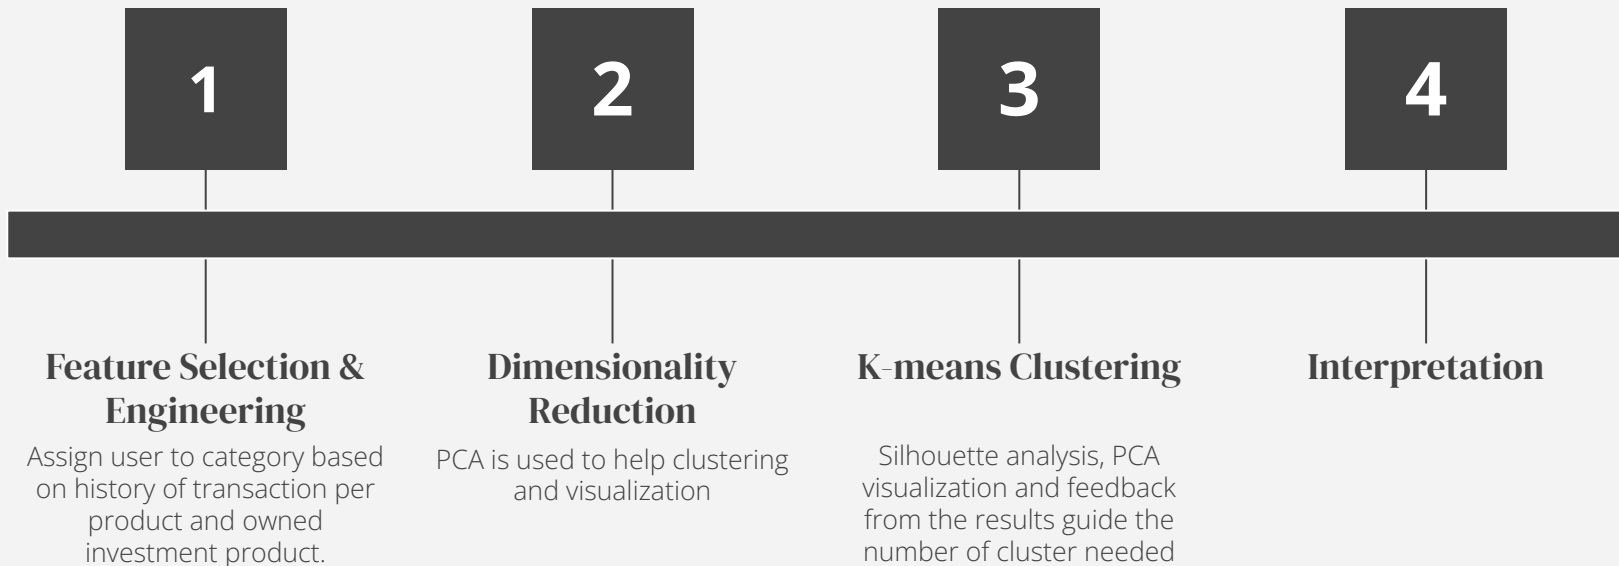 1
2
3
4
Feature Selection &
Engineering
Assign user to category based
on history of transaction per
product and owned
investment product.
Dimensionality
Reduction
PCA is used to help clustering
and visualization
K-means Clustering
Silhouette analysis, PCA
visualization and feedback
from the results guide the
number of cluster needed
Interpretation